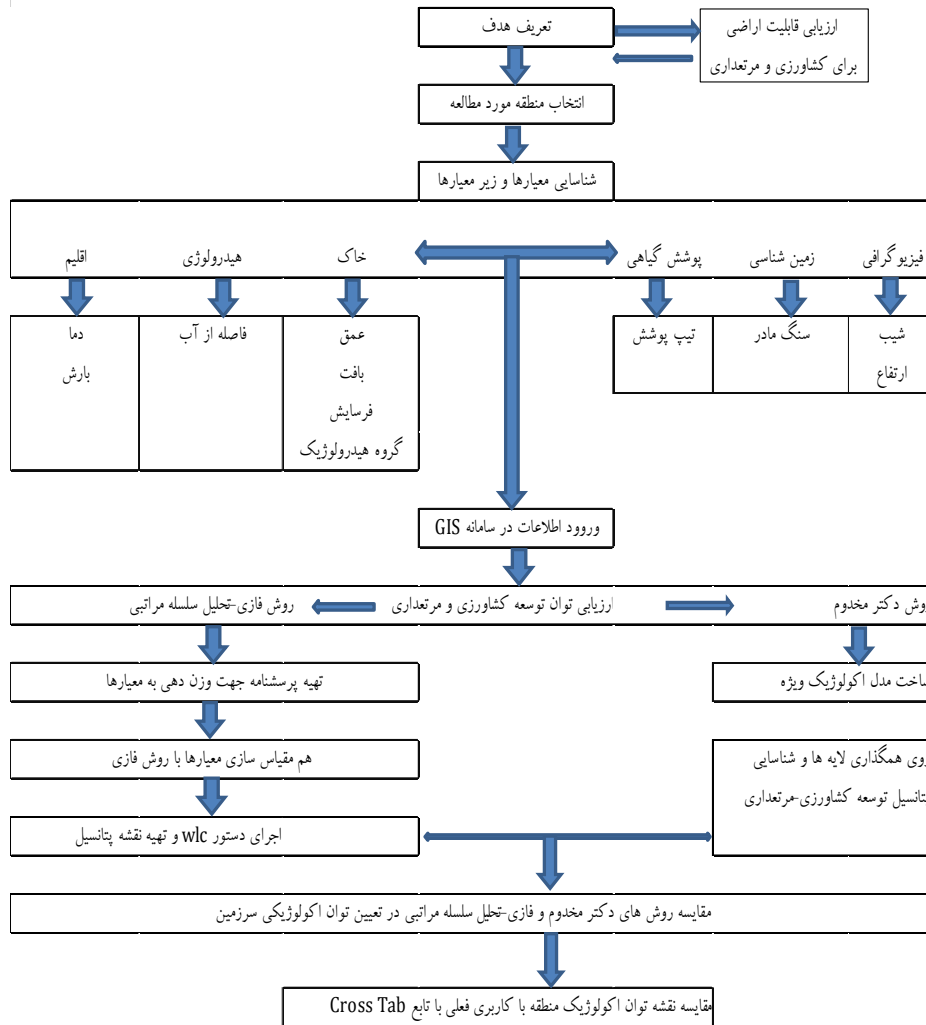 تعریف هدف
ارزیابی قابلیت اراضی
برای کشاورزی و مرتعداری
انتخاب منطقه مورد مطالعه
شناسایی معیارها و زیر معیارها
فیزیوگرافی
زمین شناسی
پوشش گیاهی
خاک
هیدرولوژی
اقلیم
شیب
ارتفاع
سنگ مادر
تیپ پوشش
عمق
بافت
فرسایش
گروه هیدرولوژیک
فاصله از آب
دما
بارش
وروود اطلاعات در سامانه GIS
وش دکتر مخدوم
ارزیابی توان توسعه کشاورزی و مرتعداری
روش فازی-تحلیل سلسله مراتبی
اخت مدل اکولوژیک ویژه
تهیه پرسشنامه جهت وزن دهی به معیارها
وی همگذاری لایه ها و شناسایی
تانسیل توسعه کشاورزی-مرتعداری
هم مقیاس سازی معیارها با روش فازی
اجرای دستور wlc و تهیه نقشه پتانسیل
مقایسه روش های دکتر مخدوم و فازی-تحلیل سلسله مراتبی در تعیین توان اکولوژیکی سرزمین
مقایسه نقشه توان اکولوژیک منطقه با کاربری فعلی با تابع Cross Tab